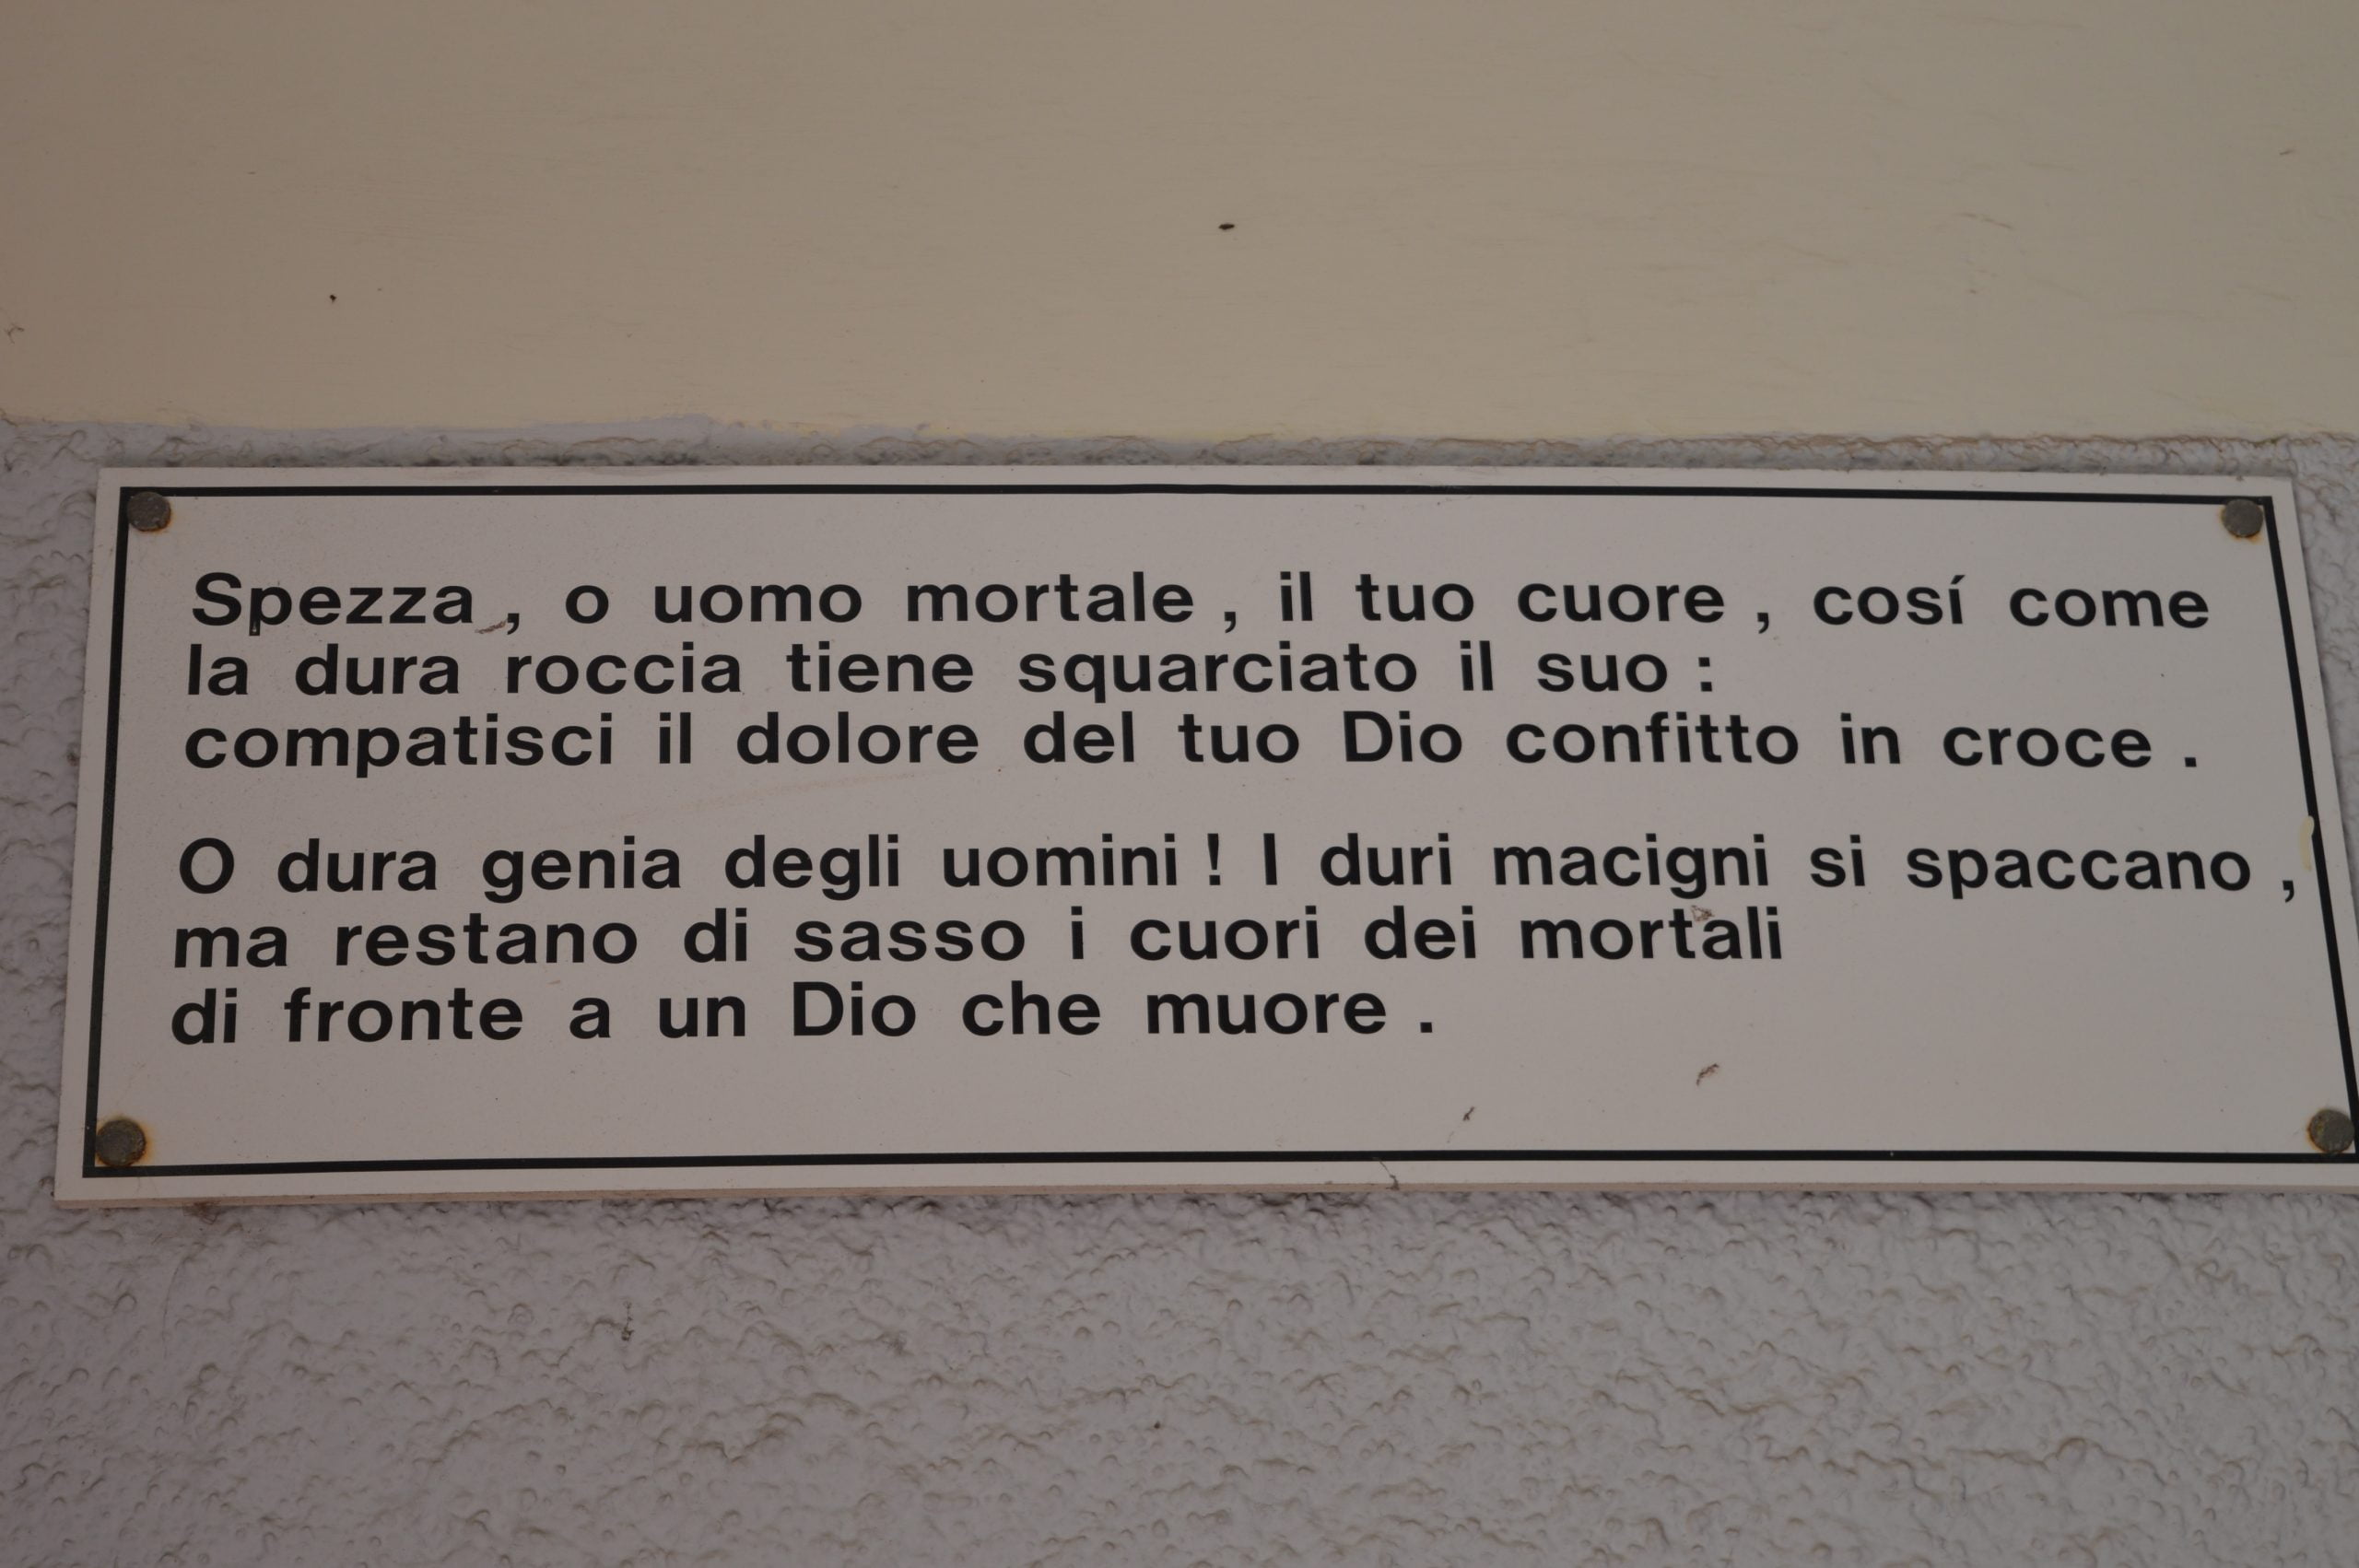 Spezza, o uomo mortale, il tuo cuore, cosí come
la dura roccia tiene squarciato il suo:
compatisci il dolore del tuo Dio confitto in croce.
O dura genia degli uomini! I duri macigni si spaccano,
ma restano di sasso i cuori dei mortali
di fronte a un Dio che muore.